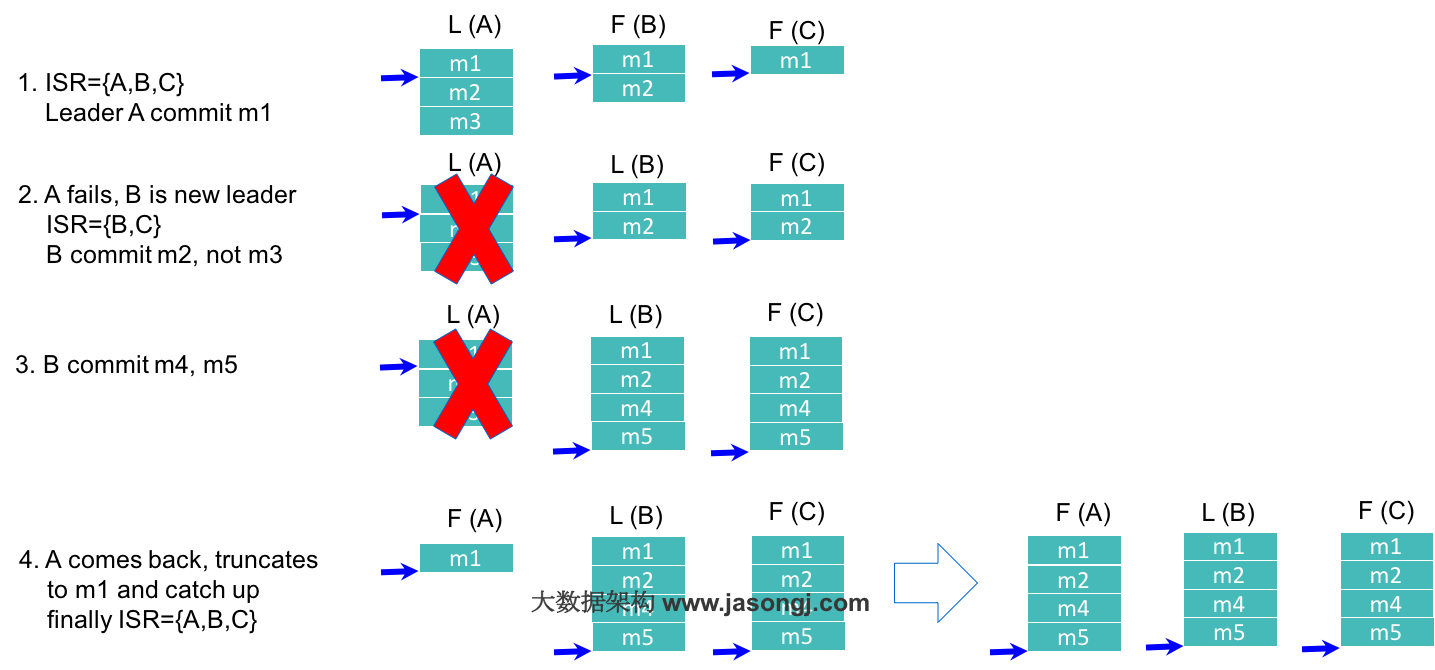 L (A)
F (B)
F (C)
1. ISR={A,B,C}
Leader A commit m1
m1
m2
m3
m1
m2
m1
L (A)
L (B)
F (C)
2. A fails, B is new leader
ISR={B,C}
B commit m2, not m3
m1
m2
m1
m2
L (A)
L (B)
F (C)
3. B commit m4, m5
m1
m2
m4
m5
m1
m2
m4
m5
F (A)
L (B)
F (C)
F (A)
L (B)
F (C)
4. A comes back, truncates
to m1 and catch up
finally ISR={A,B,C}
m1
m1
m2
m4
m5
m1
m2
m4
m5
大数据架构 www.jasongj.com
m1
m2
m4
m5
m1
m2
m4
m5
m1
m2
m4
m5